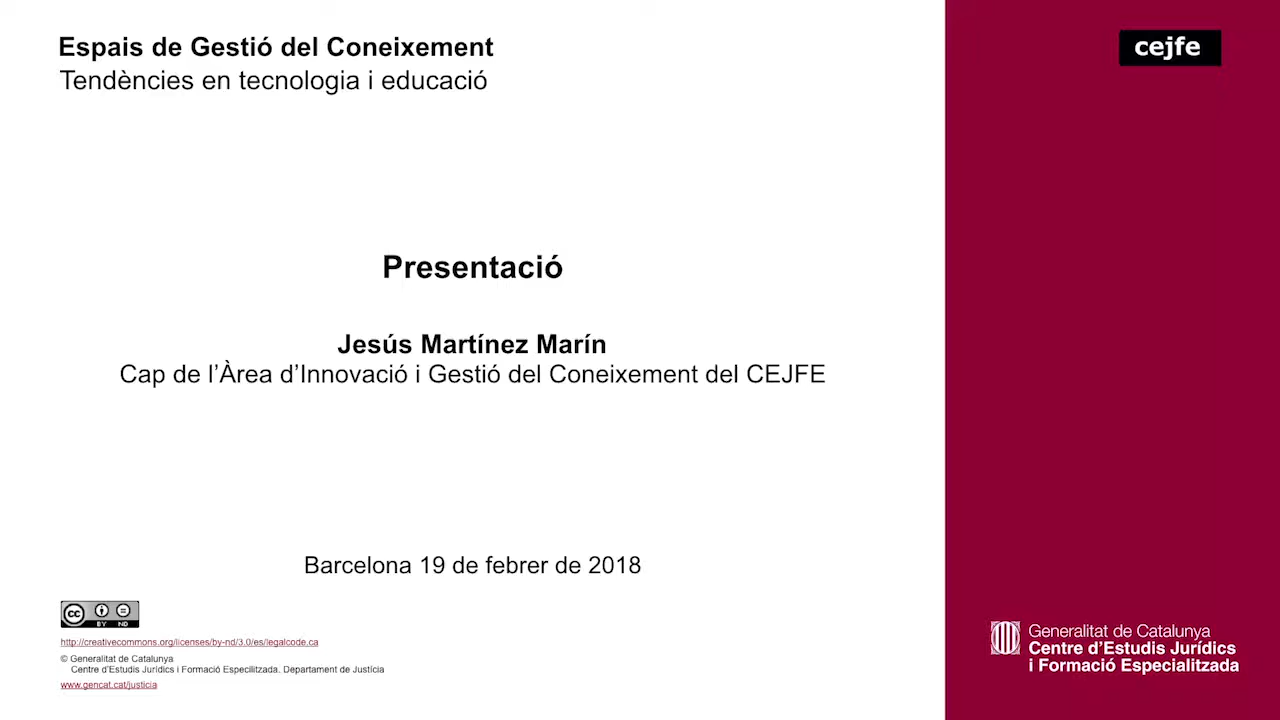 Espais de Gestió del Coneixement
Tendències en tecnologia i educació
cejfe
Presentació
Jesús Martínez Marín
Cap de l’Àrea d’Innovació i Gestió del Coneixement del CEJFE
Barcelona 19 de febrer de 2018
cc
BY ND
http://creativecommons.org/licenses/by-nd/3.0/es/legalcode.ca
© Generalitat de Catalunya
Centre d’Estudis Jurídics i Formació Especilitzada. Departament de Justícia
www.gencat.cat/justicia
Generalitat de Catalunya
Centre d’Estudis Jurídics
i Formació Especialitzada